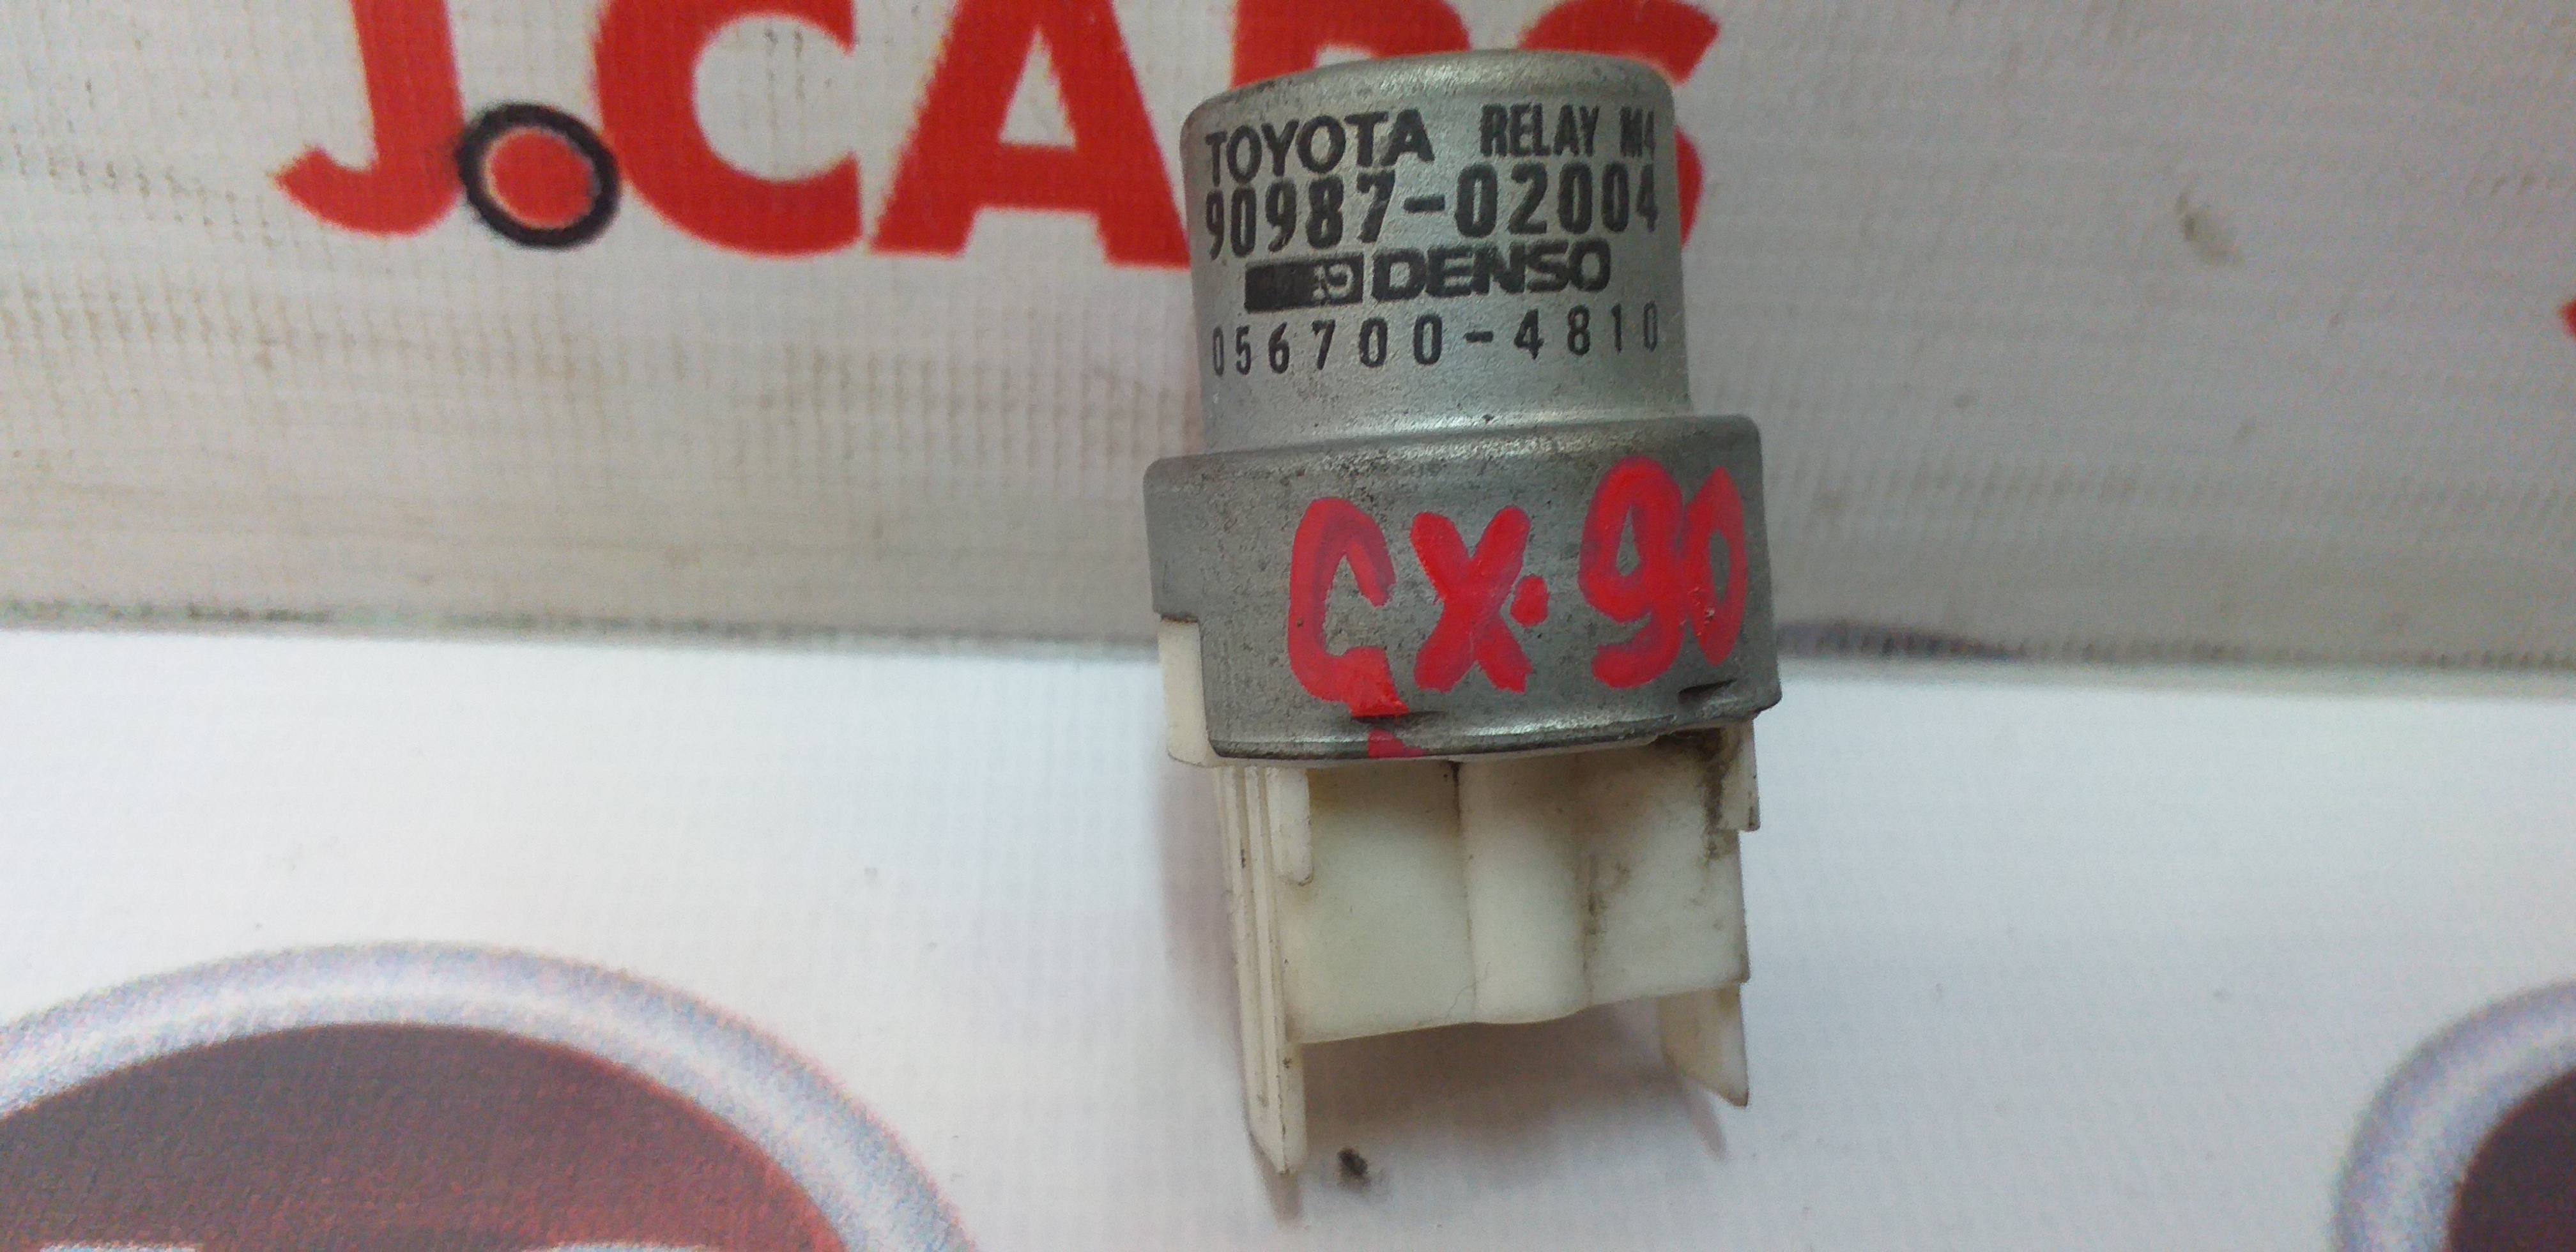 J.CARS
TOYOTA RELAY M4
90987-02004
DENSO
056700-4810
GX·90